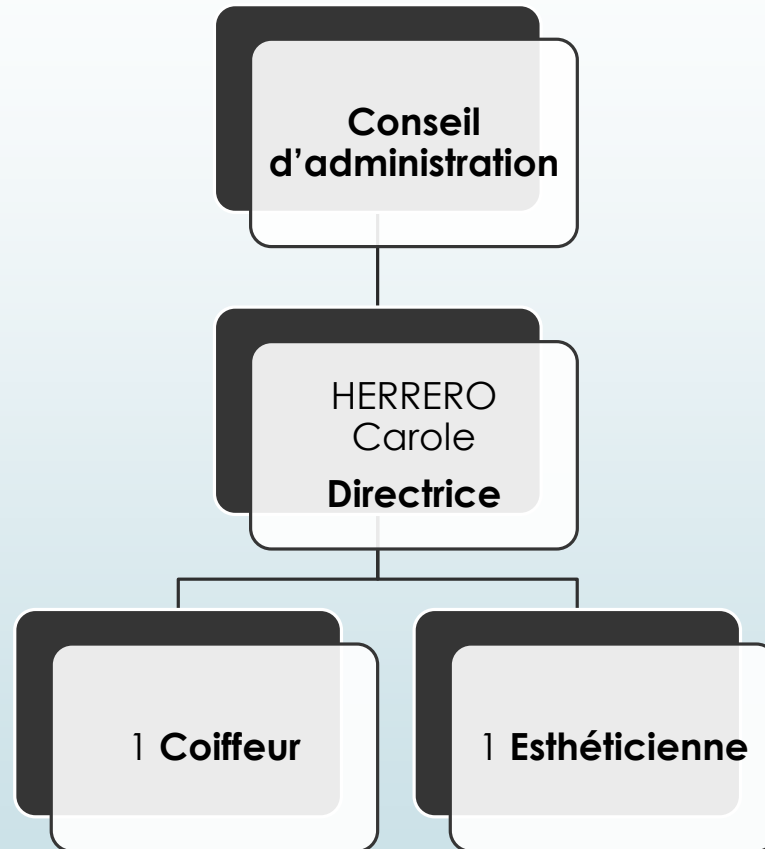 Conseil
d’administration
HERRERO
Carole
Directrice
1 Coiffeur
1 Esthéticienne